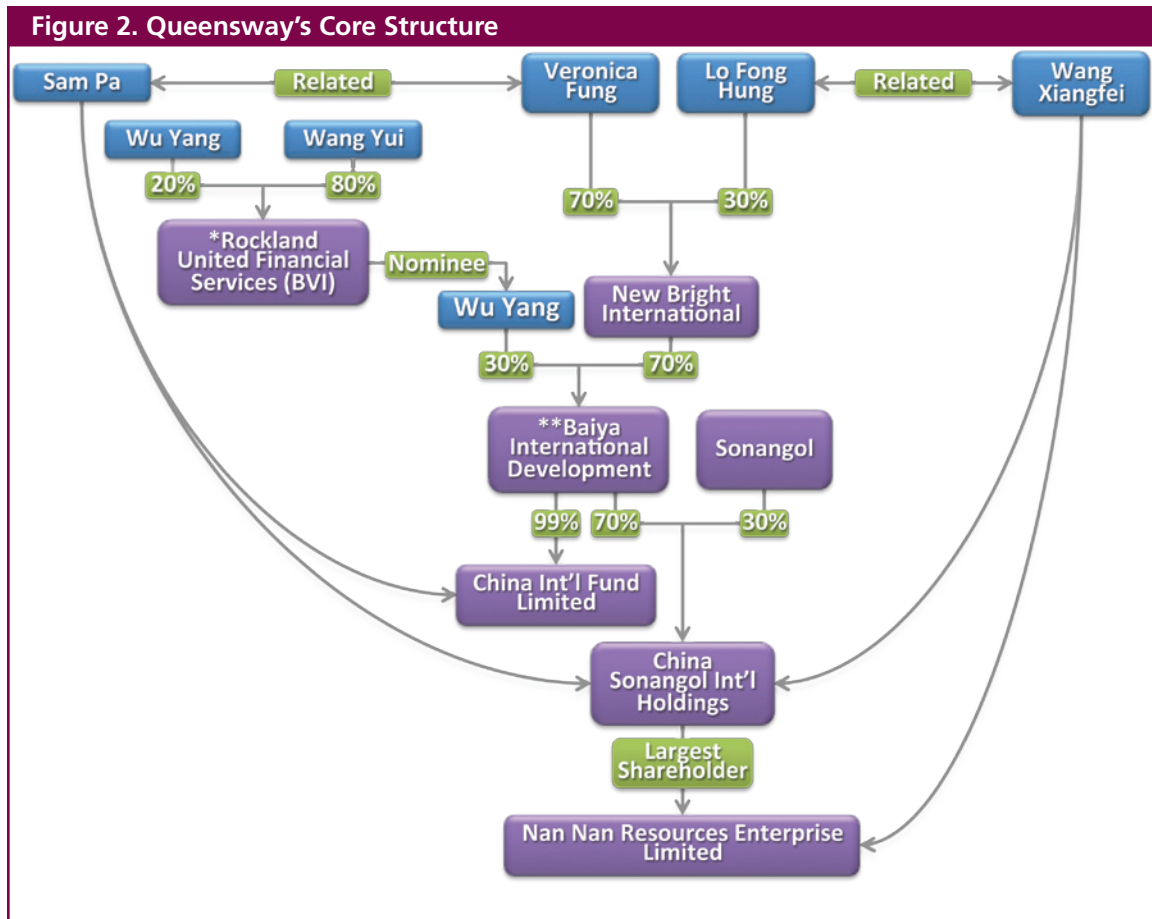 Figure 2. Queensway's Core Structure
Sam Pa
Related
Veronica
Fung
Lo Fong
Hung
Related
Wang
Xiangfei
Wu Yang
Wang Yui
20%
80%
70%
30%
*Rockland
United Financial
Services (BVI)
Nominee
Wu Yang
New Bright
International
30%
70%
**Baiya
International
Development
Sonangol
99%
70%
30%
China Int'l Fund
Limited
China
Sonangol Int'l
Holdings
Largest
Shareholder
Nan Nan Resources Enterprise
Limited